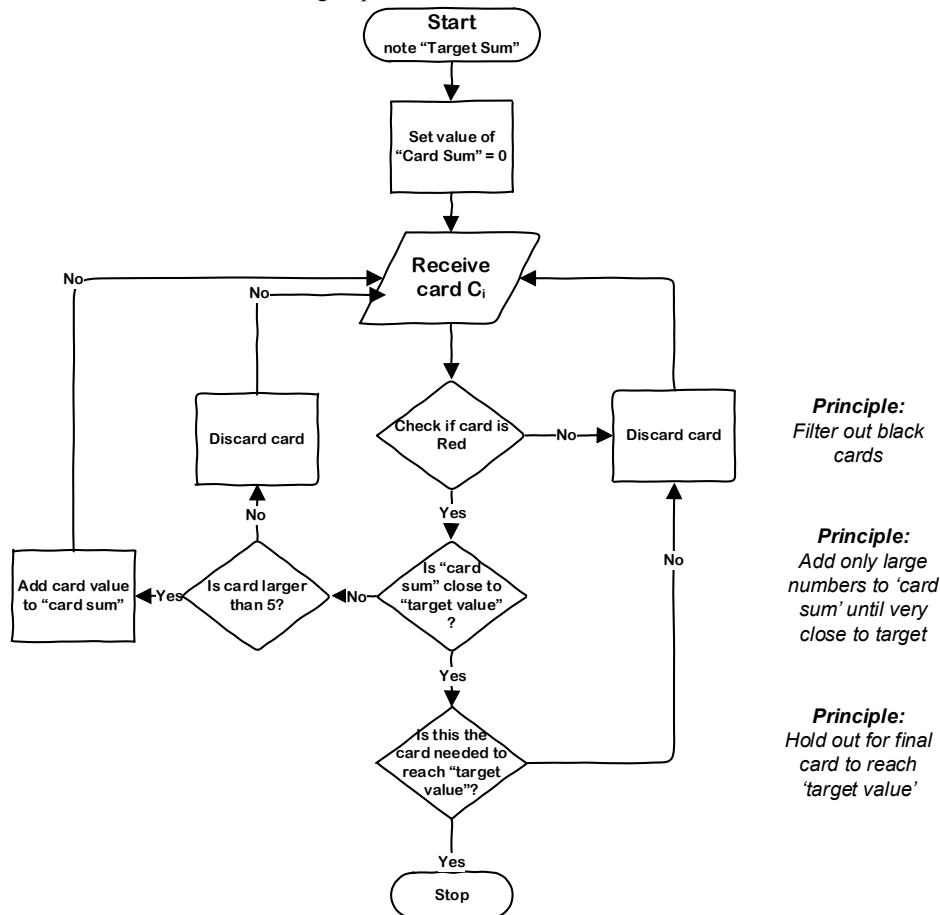 Start
note “Target Sum”
Set value of
“Card Sum” = 0
Receive
card Ci
No
No
Check if card is
Red
No
Discard card
Discard card
Principle:
Filter out black
cards
Yes
No
Is “card
sum” close to
“target value”
?
No
Is card larger
than 5?
Yes
Add card value
to “card sum”
No
Principle:
Add only large
numbers to ‘card
sum’ until very
close to target
Yes
Is this the
card needed to
reach “target
value”?
Principle:
Hold out for final
card to reach
‘target value’
Yes
Stop